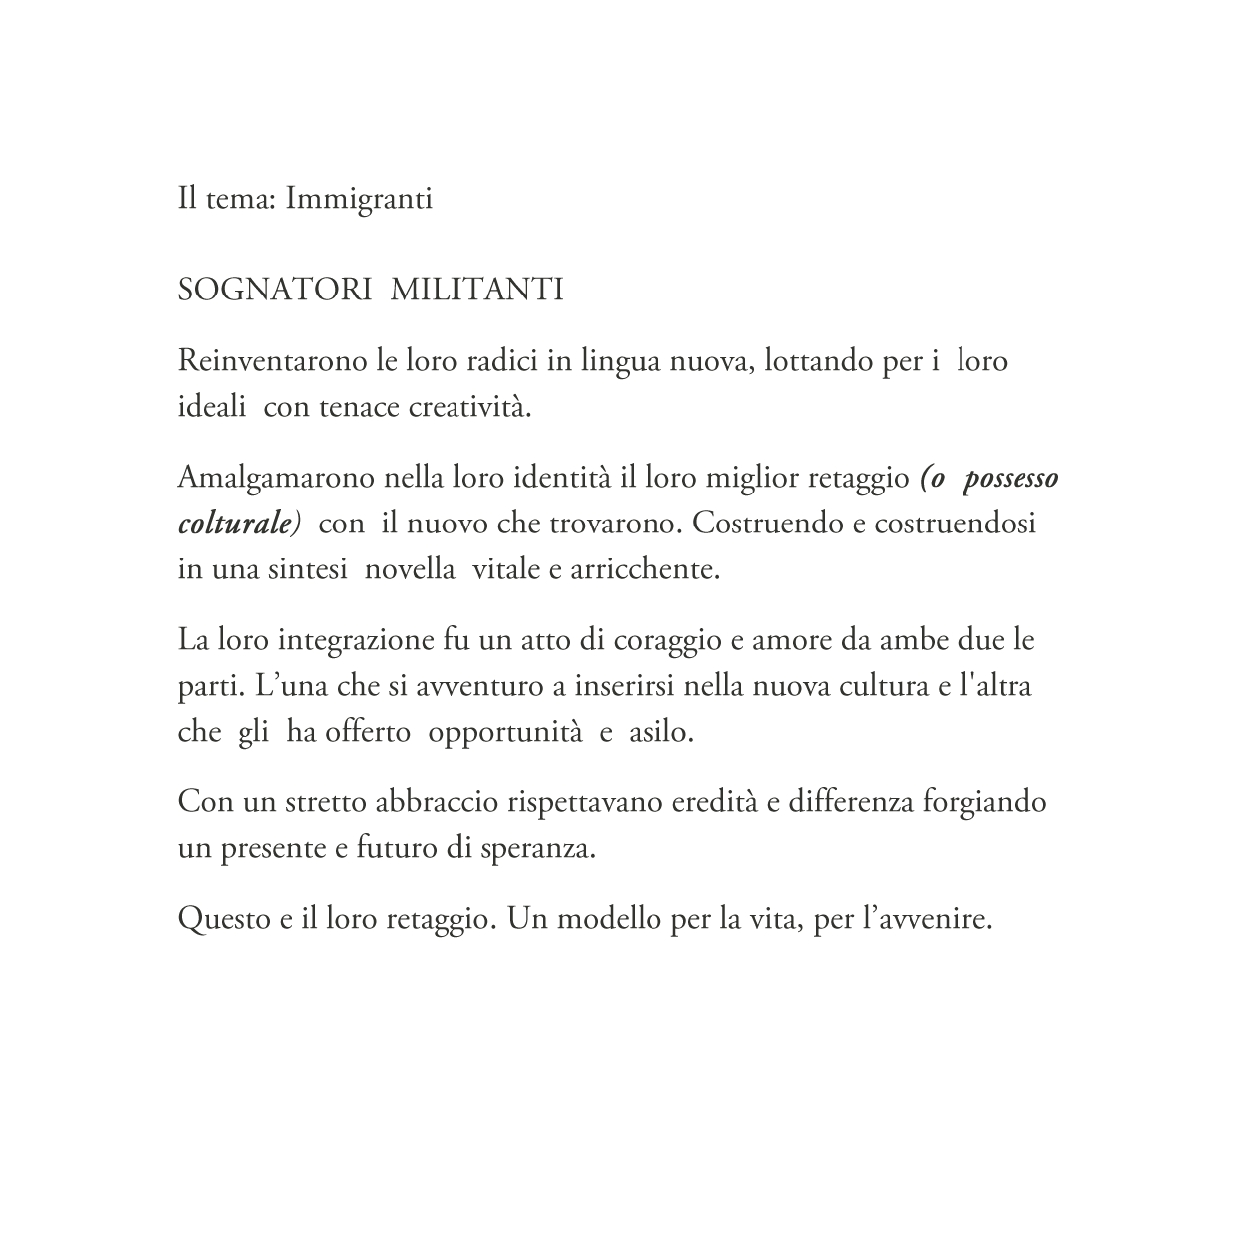 Il tema: Immigranti
SOGNATORI MILITANTI
Reinventarono le loro radici in lingua nuova, lottando per i loro
ideali con tenace creatività.
Amalgamarono nella loro identità il loro miglior retaggio (o possesso
colturale) con il nuovo che trovarono. Costruendo e costruendosi
in una sintesi novella vitale e arricchente.
La loro integrazione fu un atto di coraggio e amore da ambe due le
parti. L’una che si avventuro a inserirsi nella nuova cultura e l'altra
che gli ha offerto opportunità e asilo.
Con un stretto abbraccio rispettavano eredità e differenza forgiando
un presente e futuro di speranza.
Questo e il loro retaggio. Un modello per la vita, per l’avvenire.